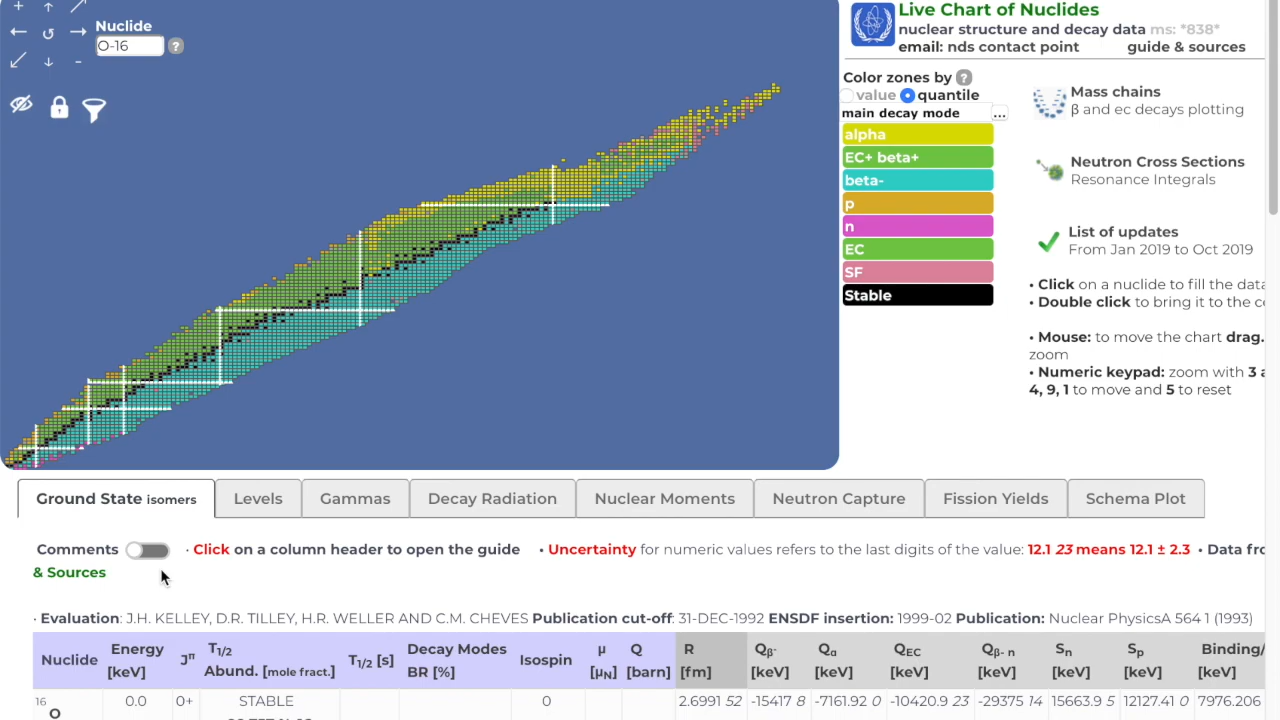 Nuclide
O-16
?
Live Chart of Nuclides
nuclear structure and decay data ms: *838*
email: nds contact point guide & sources
Color zones by ?
value quantile
main decay mode ...
alpha
EC+ beta+
beta-
p
n
EC
SF
Stable
Mass chains
β and ec decays plotting
Neutron Cross Sections
Resonance Integrals
List of updates
From Jan 2019 to Oct 2019
• Click on a nuclide to fill the data
• Double click to bring it to the c
• Mouse: to move the chart drag.
zoom
• Numeric keypad: zoom with 3 a
4, 9, 1 to move and 5 to reset
Ground State isomers Levels Gammas Decay Radiation Nuclear Moments Neutron Capture Fission Yields Schema Plot
Comments · Click on a column header to open the guide • Uncertainty for numeric values refers to the last digits of the value: 12.1 23 means 12.1 ± 2.3 • Data fro
& Sources
· Evaluation: J.H. KELLEY, D.R. TILLEY, H.R. WELLER AND C.M. CHEVES Publication cut-off: 31-DEC-1992 ENSDF insertion: 1999-02 Publication: Nuclear PhysicsA 564 1 (1993)
Nuclide Energy [keV] Jπ T1/2 Abund. [mole fract.] T1/2 [s] Decay Modes BR [%] Isospin μ [μN] Q [barn] R [fm] Qβ- [keV] Qα [keV] QEC [keV] Qβ- n [keV] Sn [keV] Sp [keV] Binding/ [keV]
16 O 0.0 0+ STABLE 0 2.6991 52 -15417 8 -7161.92 0 -10420.9 23 -29375 14 15663.9 5 12127.41 0 7976.206